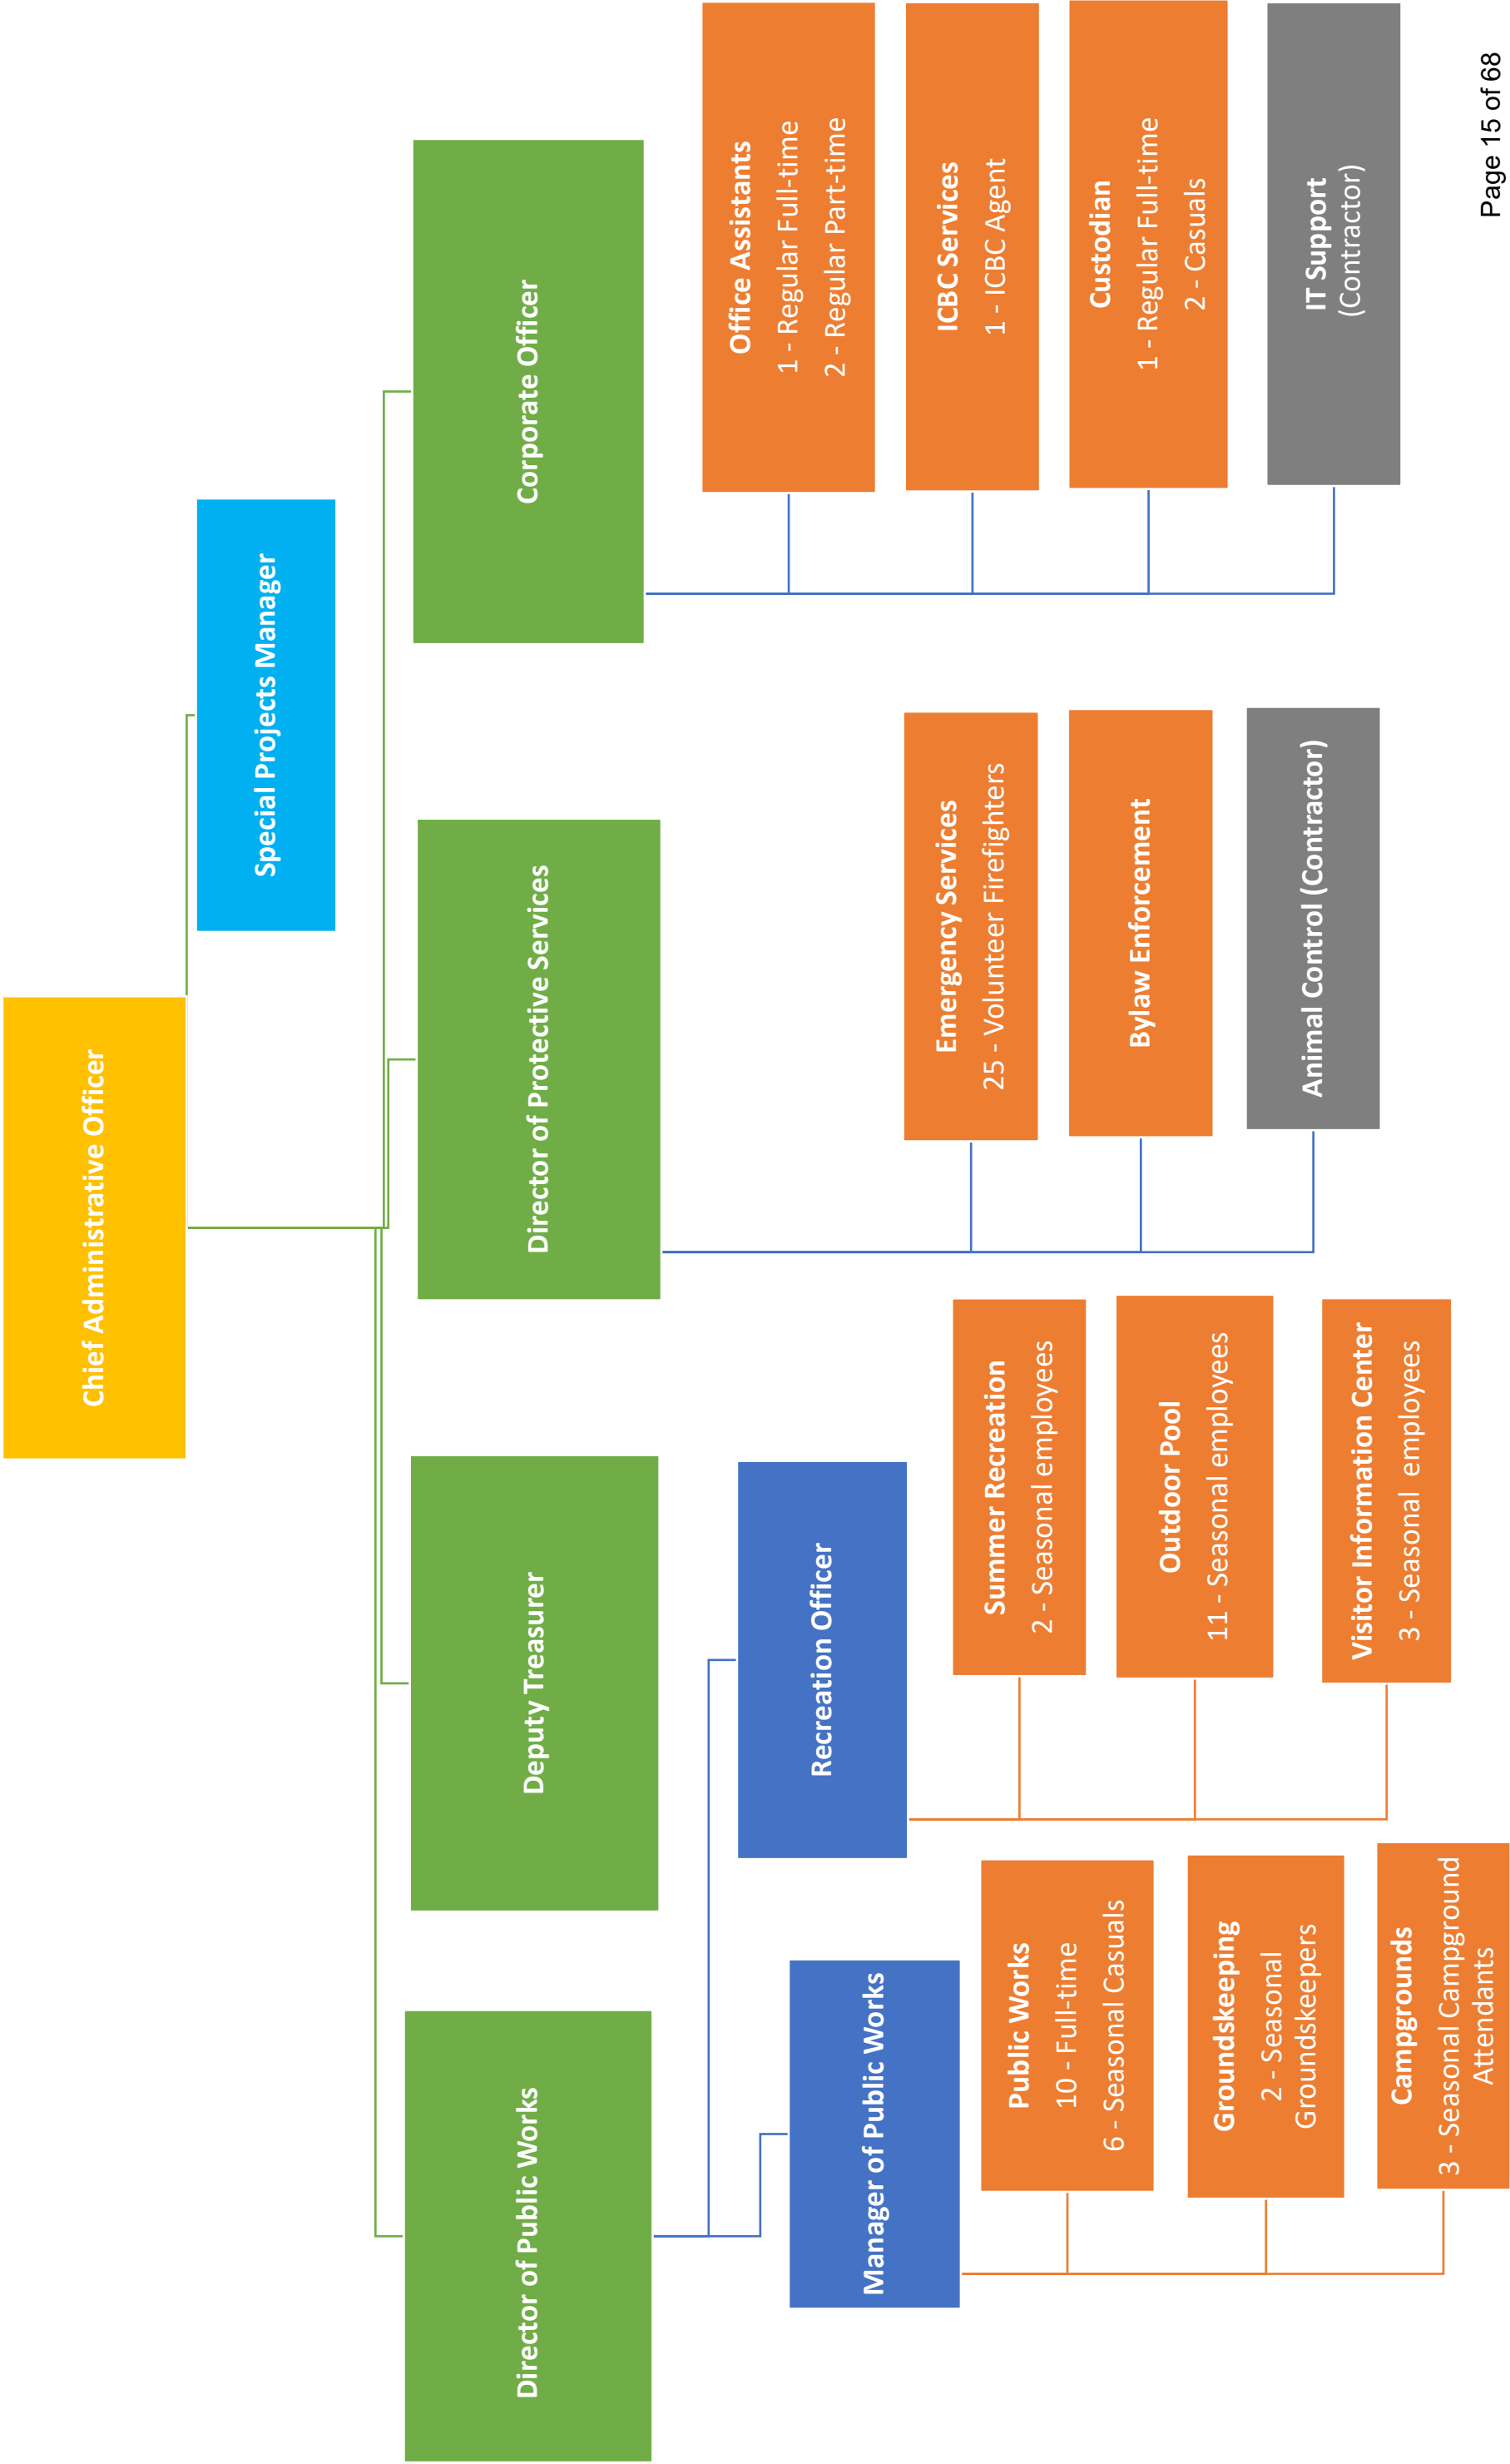 Chief Administrative Officer
Special Projects Manager
Director of Public Works
Deputy Treasurer
Director of Protective Services
Corporate Officer
Manager of Public Works
Public Works
10 - Full-time
6 - Seasonal Casuals
Groundskeeping
2 - Seasonal
Groundskeepers
Campgrounds
3 - Seasonal Campground
Attendants
Recreation Officer
Summer Recreation
2 - Seasonal employees
Outdoor Pool
11 - Seasonal employees
Visitor Information Center
3 - Seasonal employees
Emergency Services
25 - Volunteer Firefighters
Bylaw Enforcement
Animal Control (Contractor)
Office Assistants
1 - Regular Full-time
2 - Regular Part-time
ICBC Services
1 - ICBC Agent
Custodian
1 - Regular Full-time
2 - Casuals
IT Support
(Contractor)
Page 15 of 68